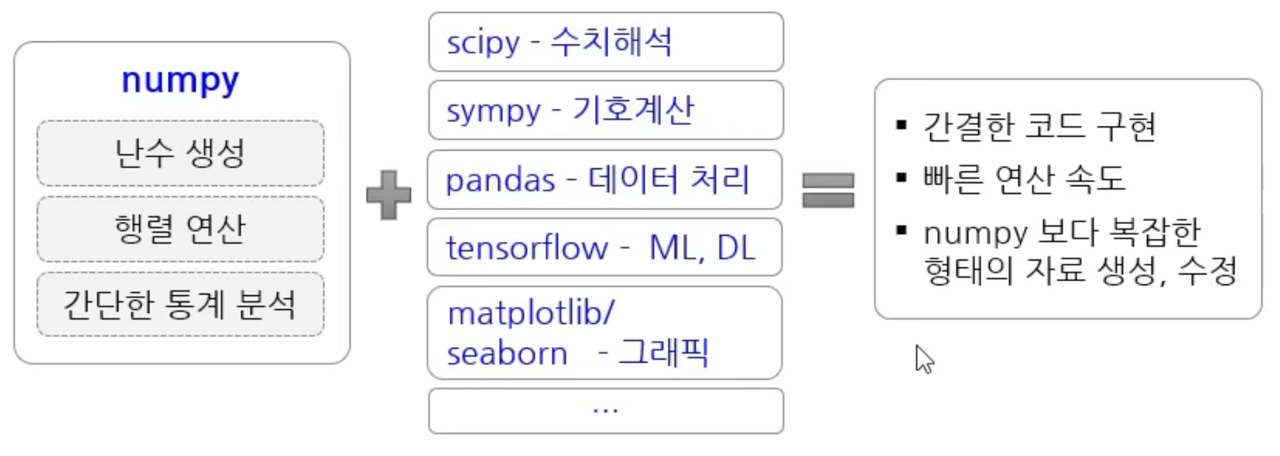 numpy
난수 생성
행렬 연산
간단한 통계 분석
scipy - 수치해석
sympy - 기호계산
pandas - 데이터 처리
tensorflow - ML, DL
matplotlib/
seaborn - 그래픽
...
▪ 간결한 코드 구현
▪ 빠른 연산 속도
▪ numpy 보다 복잡한
형태의 자료 생성, 수정